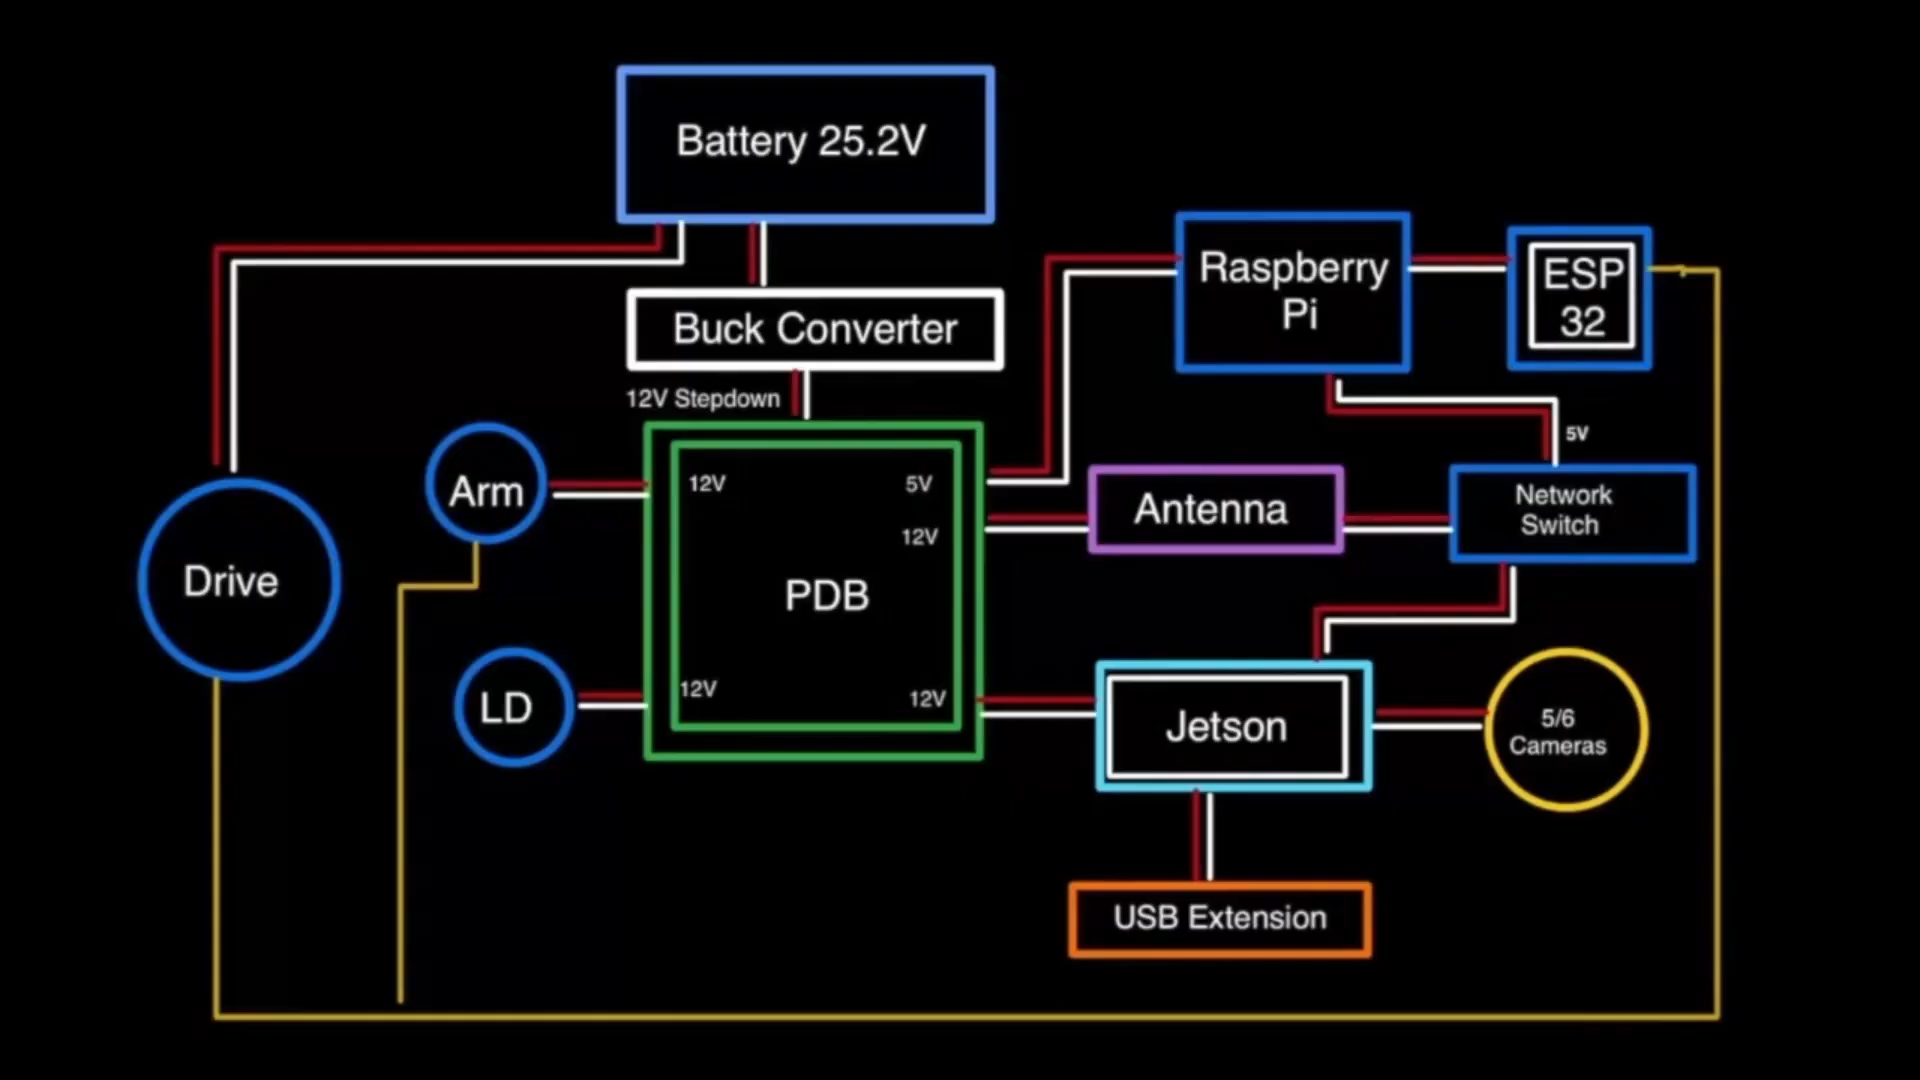 Battery 25.2V
Buck Converter
12V Stepdown
Raspberry
Pi
ESP
32
5V
Arm
12V
5V
Antenna
Network
Switch
12V
Drive
PDB
LD
12V
12V
Jetson
5/6
Cameras
USB Extension